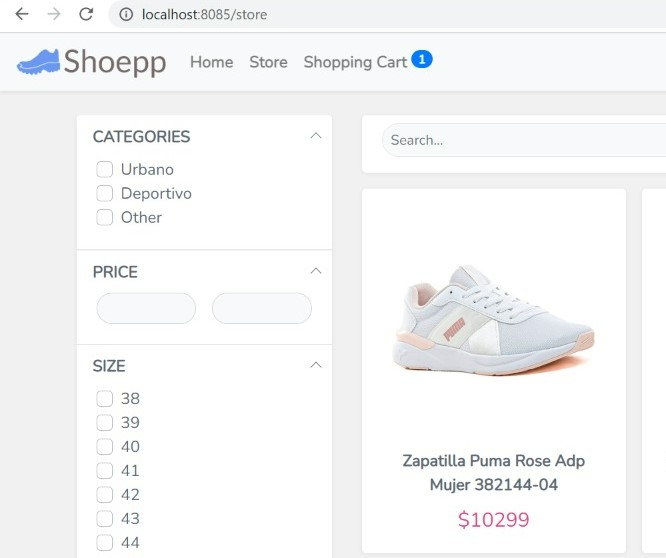 localhost:8085/store
Shoepp Home Store Shopping Cart 1
CATEGORIES
Urbano
Deportivo
Other
PRICE
SIZE
38
39
40
41
42
43
44
Search...
PUMA
Zapatilla Puma Rose Adp
Mujer 382144-04
$10299